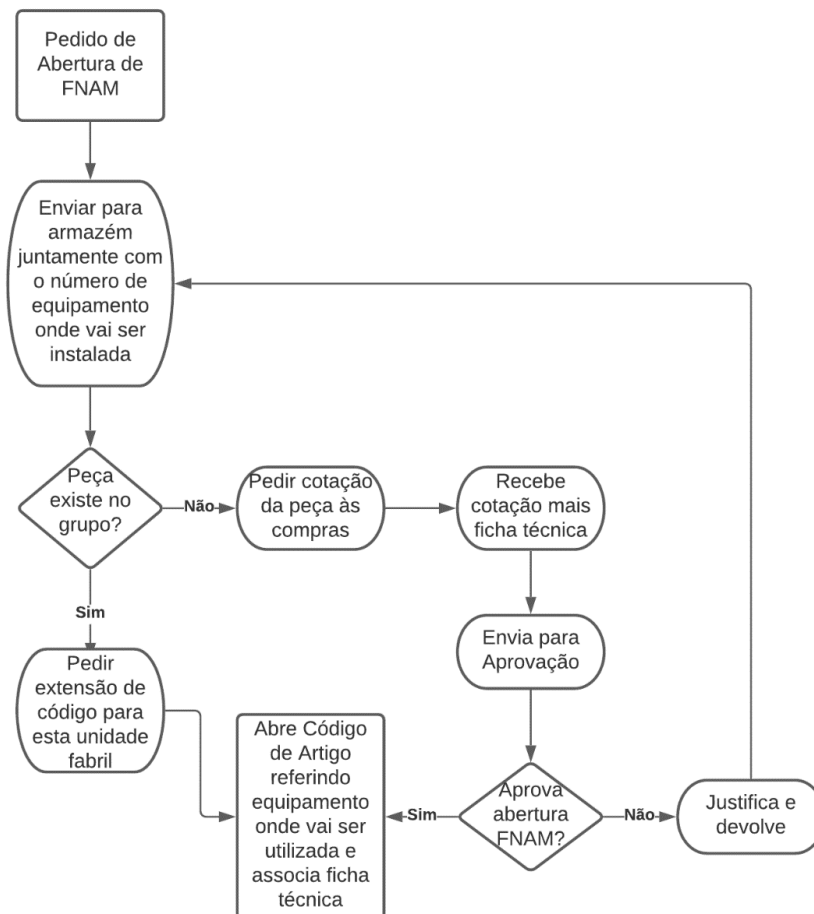 Pedido de
Abertura de
FNAM
Enviar para
armazém
juntamente com
o número de
equipamento
onde vai ser
instalada
Peça
existe no
grupo?
Não
Pedir cotação
da peça às
compras
Recebe
cotação mais
ficha técnica
Sim
Envia para
Aprovação
Pedir
extensão de
código para
esta unidade
fabril
Abre Código
de Artigo
referindo
equipamento
onde vai ser
utilizada e
associa ficha
técnica
Sim
Aprova
abertura
FNAM?
Não
Justifica e
devolve